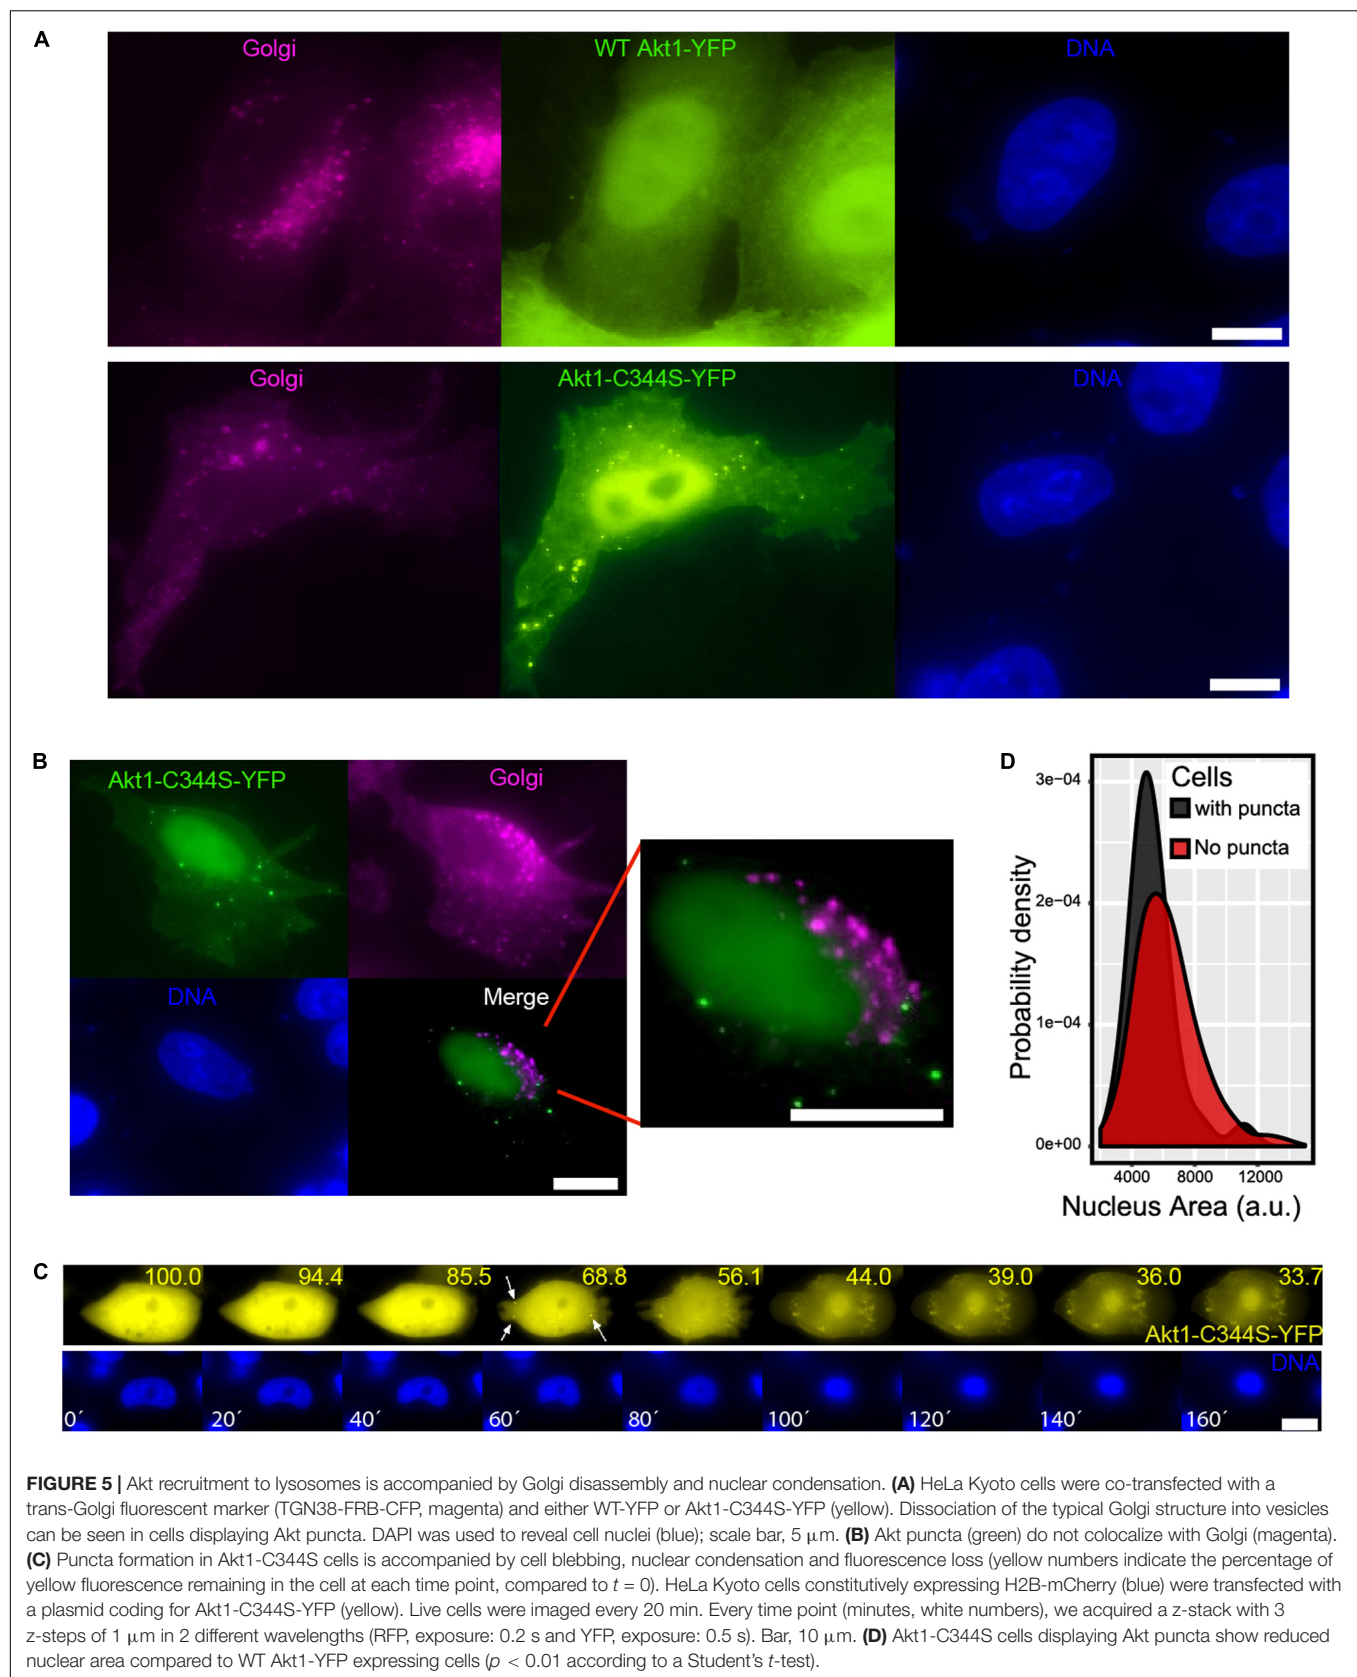 A
Golgi
WT Akt1-YFP
DNA
Golgi
Akt1-C344S-YFP
DNA
B
Akt1-C344S-YFP
Golgi
DNA
Merge
D
3e−04
2e−04
1e−04
0e+00
Probability density
Cells
with puncta
No puncta
4000 8000 12000
Nucleus Area (a.u.)
C
100.0 94.4 85.5 68.8 56.1 44.0 39.0 36.0 33.7
Akt1-C344S-YFP
DNA
0´ 20´ 40´ 60´ 80´ 100´ 120´ 140´ 160´
FIGURE 5 | Akt recruitment to lysosomes is accompanied by Golgi disassembly and nuclear condensation. (A) HeLa Kyoto cells were co-transfected with a
trans-Golgi fluorescent marker (TGN38-FRB-CFP, magenta) and either WT-YFP or Akt1-C344S-YFP (yellow). Dissociation of the typical Golgi structure into vesicles
can be seen in cells displaying Akt puncta. DAPI was used to reveal cell nuclei (blue); scale bar, 5 μm. (B) Akt puncta (green) do not colocalize with Golgi (magenta).
(C) Puncta formation in Akt1-C344S cells is accompanied by cell blebbing, nuclear condensation and fluorescence loss (yellow numbers indicate the percentage of
yellow fluorescence remaining in the cell at each time point, compared to t = 0). HeLa Kyoto cells constitutively expressing H2B-mCherry (blue) were transfected with
a plasmid coding for Akt1-C344S-YFP (yellow). Live cells were imaged every 20 min. Every time point (minutes, white numbers), we acquired a z-stack with 3
z-steps of 1 μm in 2 different wavelengths (RFP, exposure: 0.2 s and YFP, exposure: 0.5 s). Bar, 10 μm. (D) Akt1-C344S cells displaying Akt puncta show reduced
nuclear area compared to WT Akt1-YFP expressing cells (p < 0.01 according to a Student's t-test).